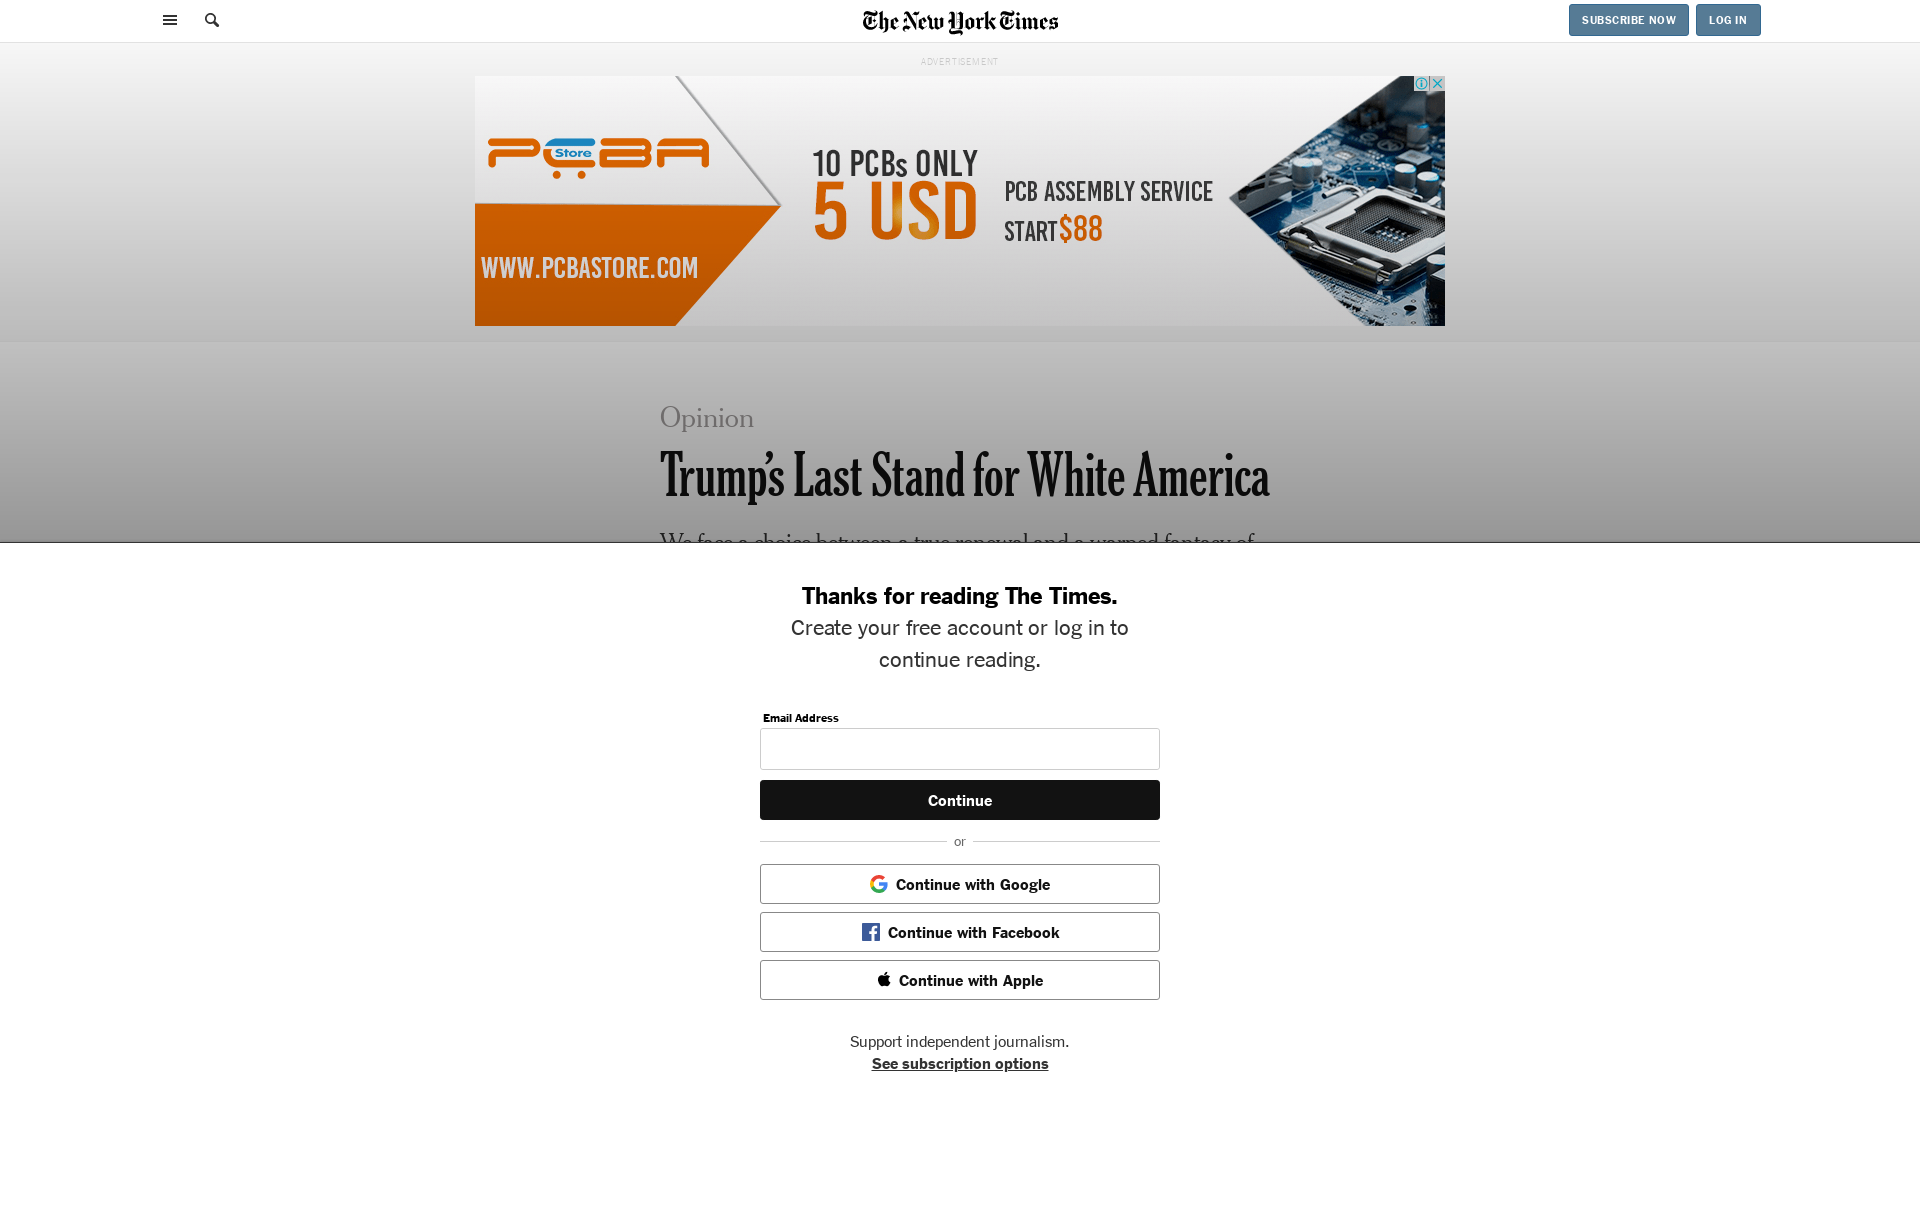 The New York Times
SUBSCRIBE NOW
LOG IN
ADVERTISEMENT
PCBA
Store
WWW.PCBASTORE.COM
10 PCBs ONLY
5 USD
PCB ASSEMBLY SERVICE
START $88
Opinion
Trump's Last Stand for White America
We face a choice between a true renewal and a warped fantasy of
Thanks for reading The Times.
Create your free account or log in to
continue reading.
Email Address
Continue
or
Continue with Google
Continue with Facebook
Continue with Apple
Support independent journalism.
See subscription options